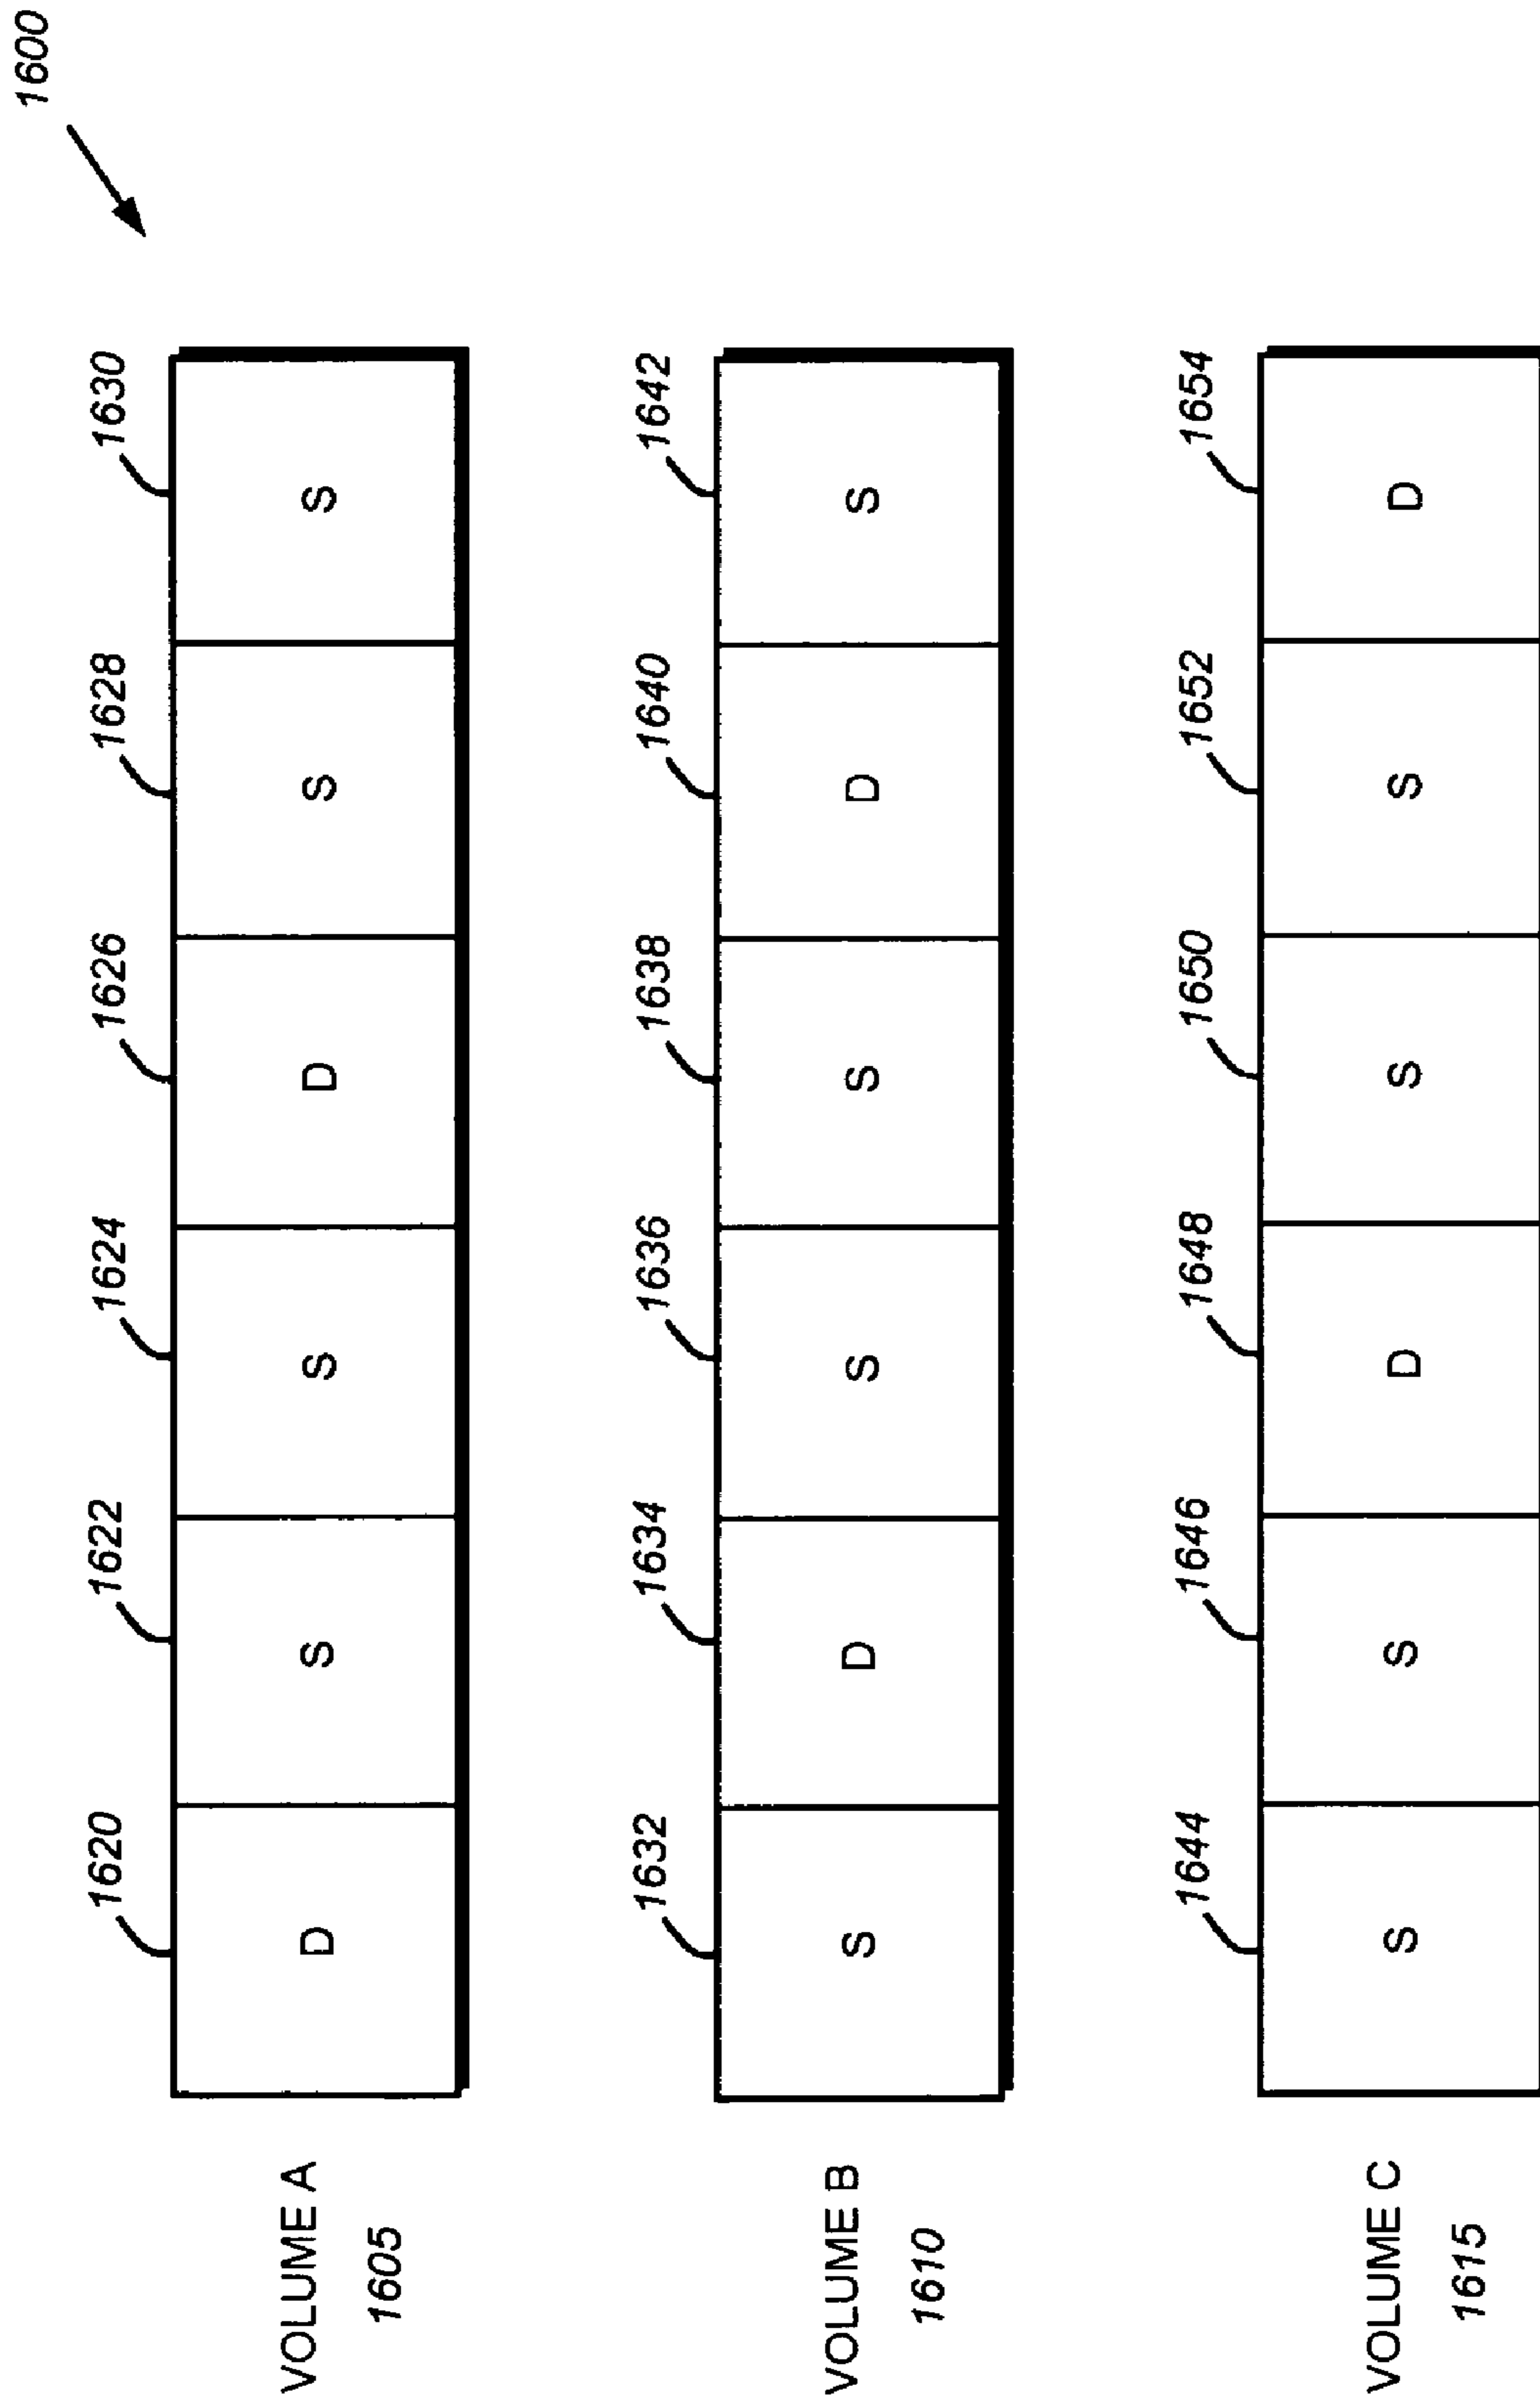 1600
1620 1622 1624 1626 1628 1630
VOLUME A D S S D S S
1605
1632 1634 1636 1638 1640 1642
VOLUME B S D S S D S
1610
1644 1646 1648 1650 1652 1654
VOLUME C S S D S S D
1615